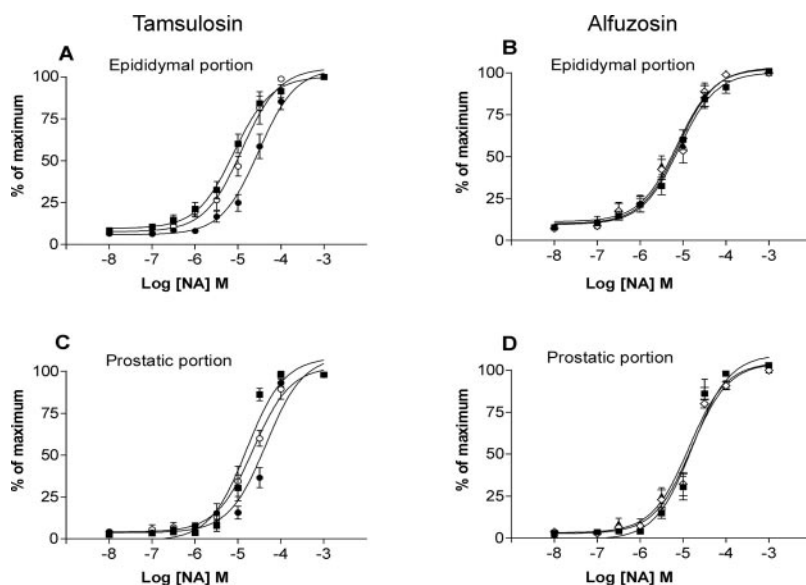 Tamsulosin
Alfuzosin
A
Epididymal portion
% of maximum
100
75
50
25
0
-8 -7 -6 -5 -4 -3
Log [NA] M
B
Epididymal portion
% of maximum
100
75
50
25
0
-8 -7 -6 -5 -4 -3
Log [NA] M
C
Prostatic portion
% of maximum
100
75
50
25
0
-8 -7 -6 -5 -4 -3
Log [NA] M
D
Prostatic portion
% of maximum
100
75
50
25
0
-8 -7 -6 -5 -4 -3
Log [NA] M